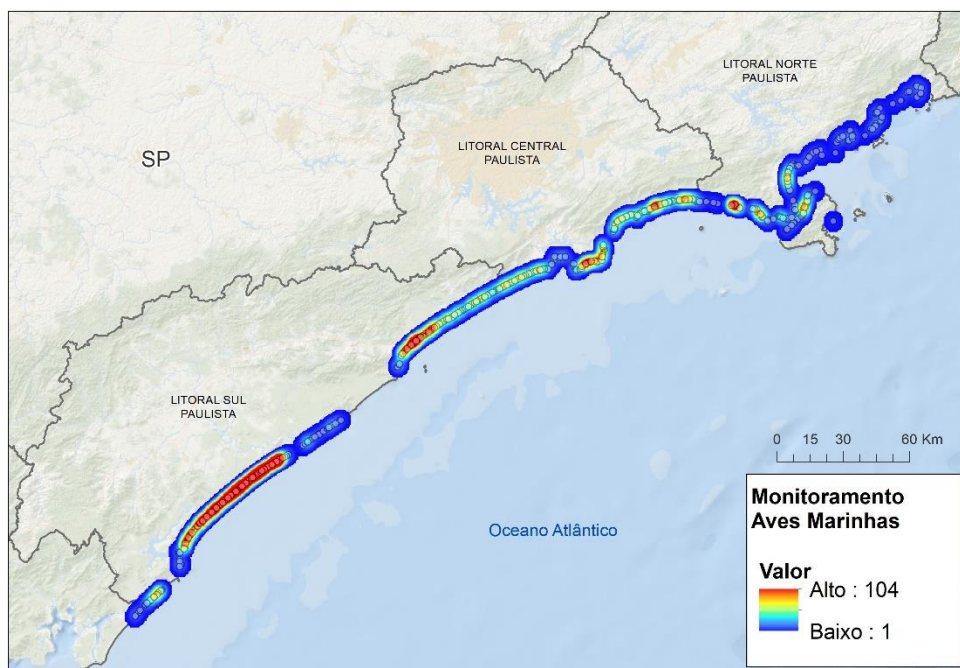 LITORAL NORTE
PAULISTA
LITORAL CENTRAL
PAULISTA
SP
LITORAL SUL
PAULISTA
0 15 30 60 Km
Oceano Atlântico
Monitoramento
Aves Marinhas
Valor
Alto : 104
Baixo : 1